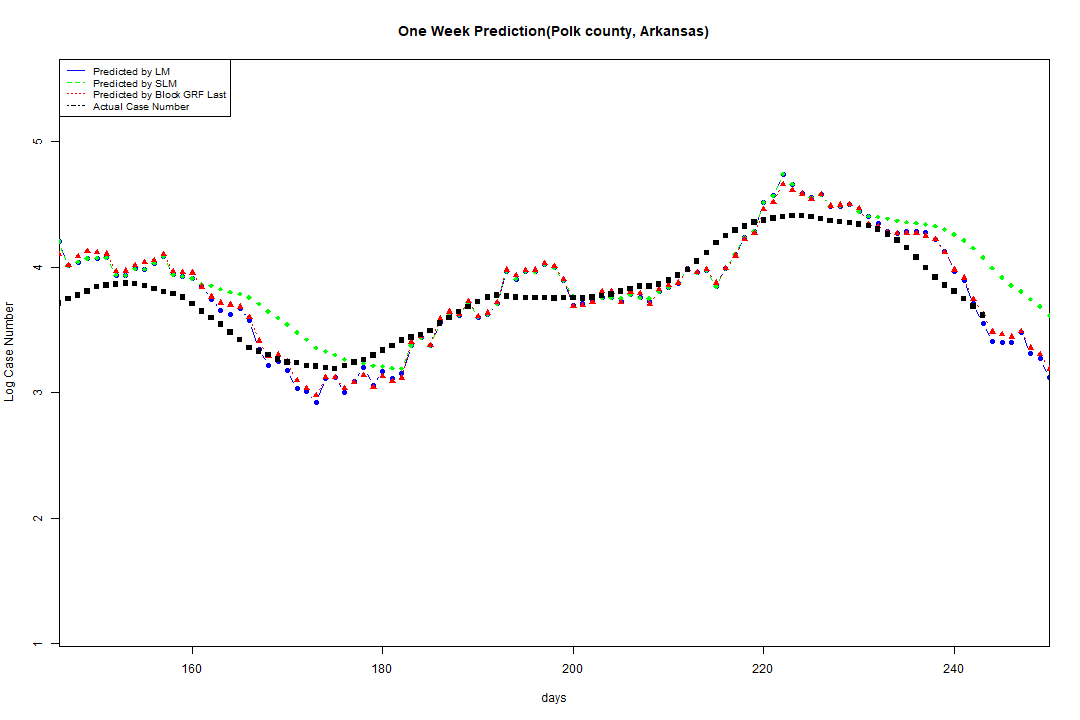 One Week Prediction(Polk county, Arkansas)
Predicted by LM
Predicted by SLM
Predicted by Block GRF Last
Actual Case Number
5
4
3
2
1
Log Case Number
160 180 200 220 240
days